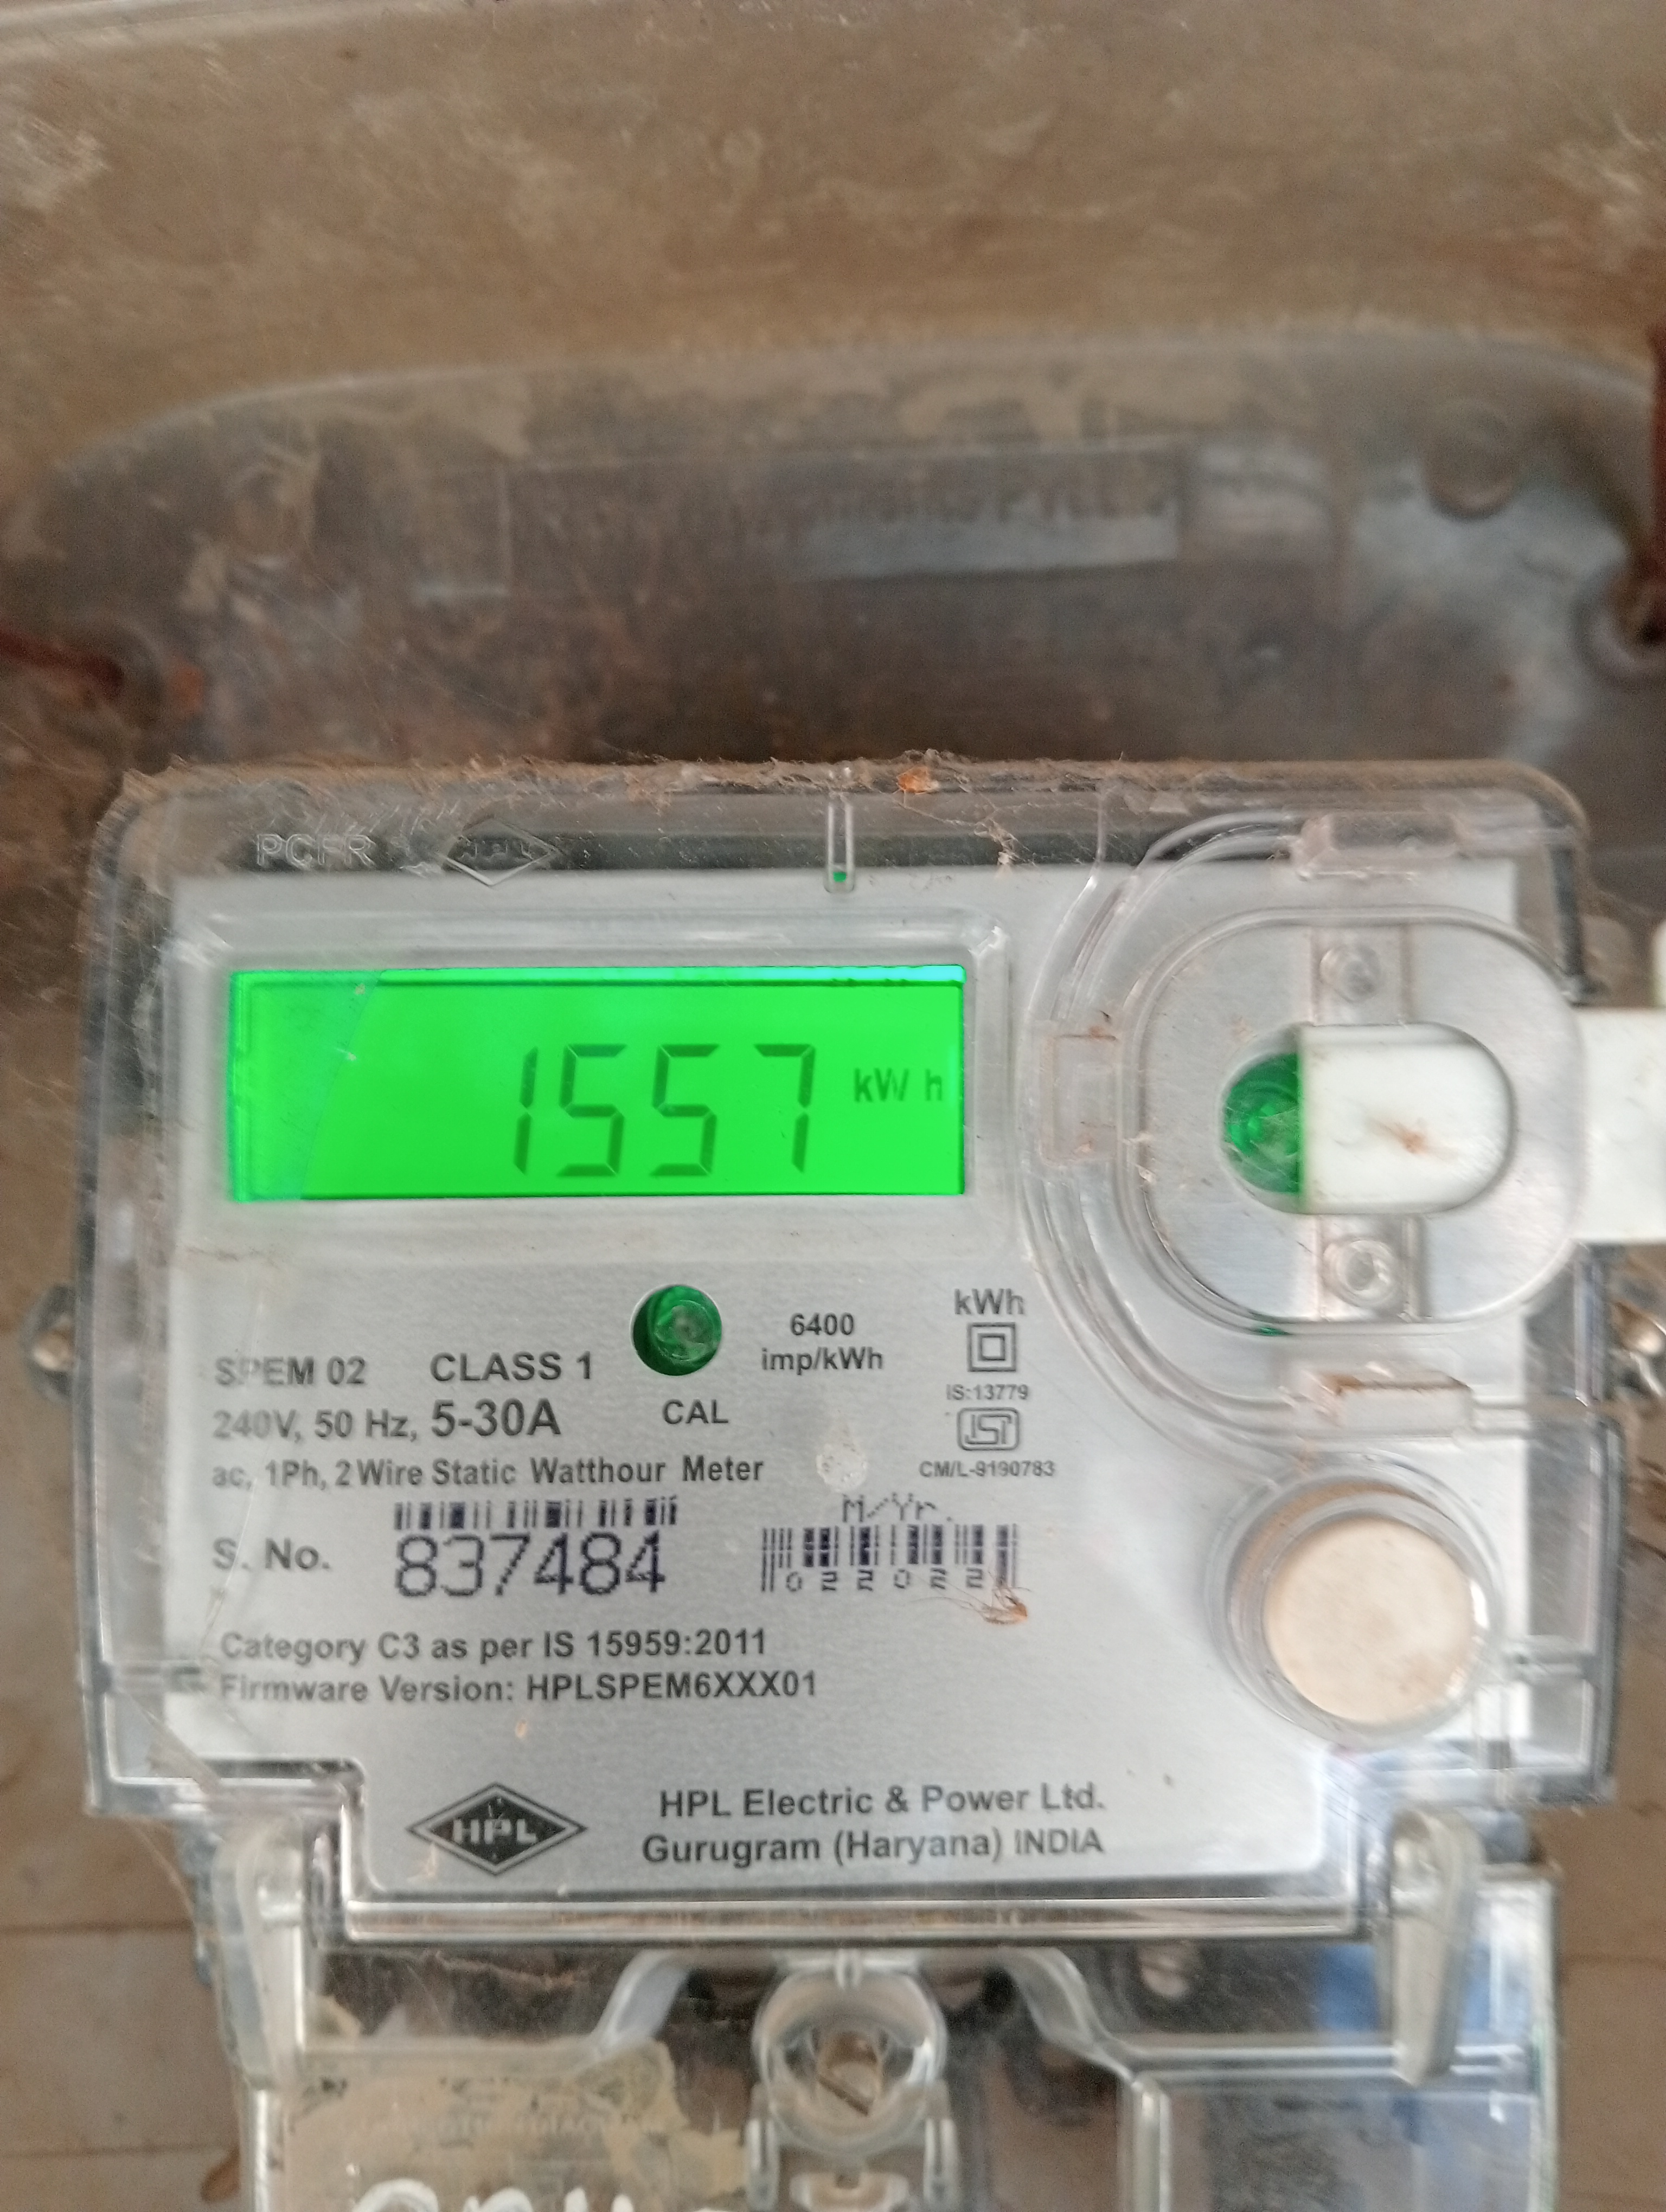 PCFR
1557 kWh
6400
imp/kWh
kWh
SPEM 02 CLASS 1
CAL
IS:13779
ISI
240V, 50 Hz, 5-30A
CM/L-9190783
ac, 1Ph, 2 Wire Static Watthour Meter
M/Yr.
S. No. 837484
022022
Category C3 as per IS 15959:2011
Firmware Version: HPLSPEM6XXX01
HPL
HPL Electric & Power Ltd.
Gurugram (Haryana) INDIA